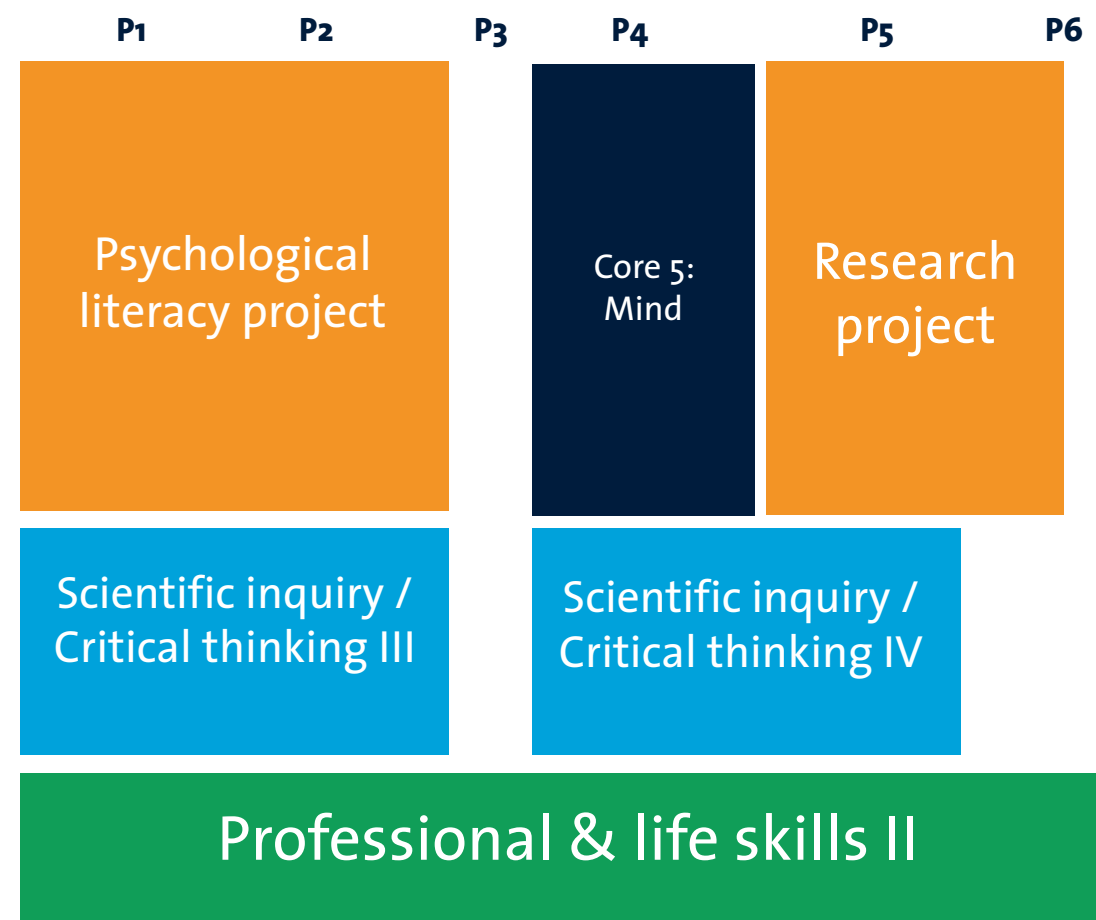 P1 P2 P3 P4 P5 P6
Psychological
literacy project
Core 5:
Mind
Research
project
Scientific inquiry /
Critical thinking III
Scientific inquiry /
Critical thinking IV
Professional & life skills II